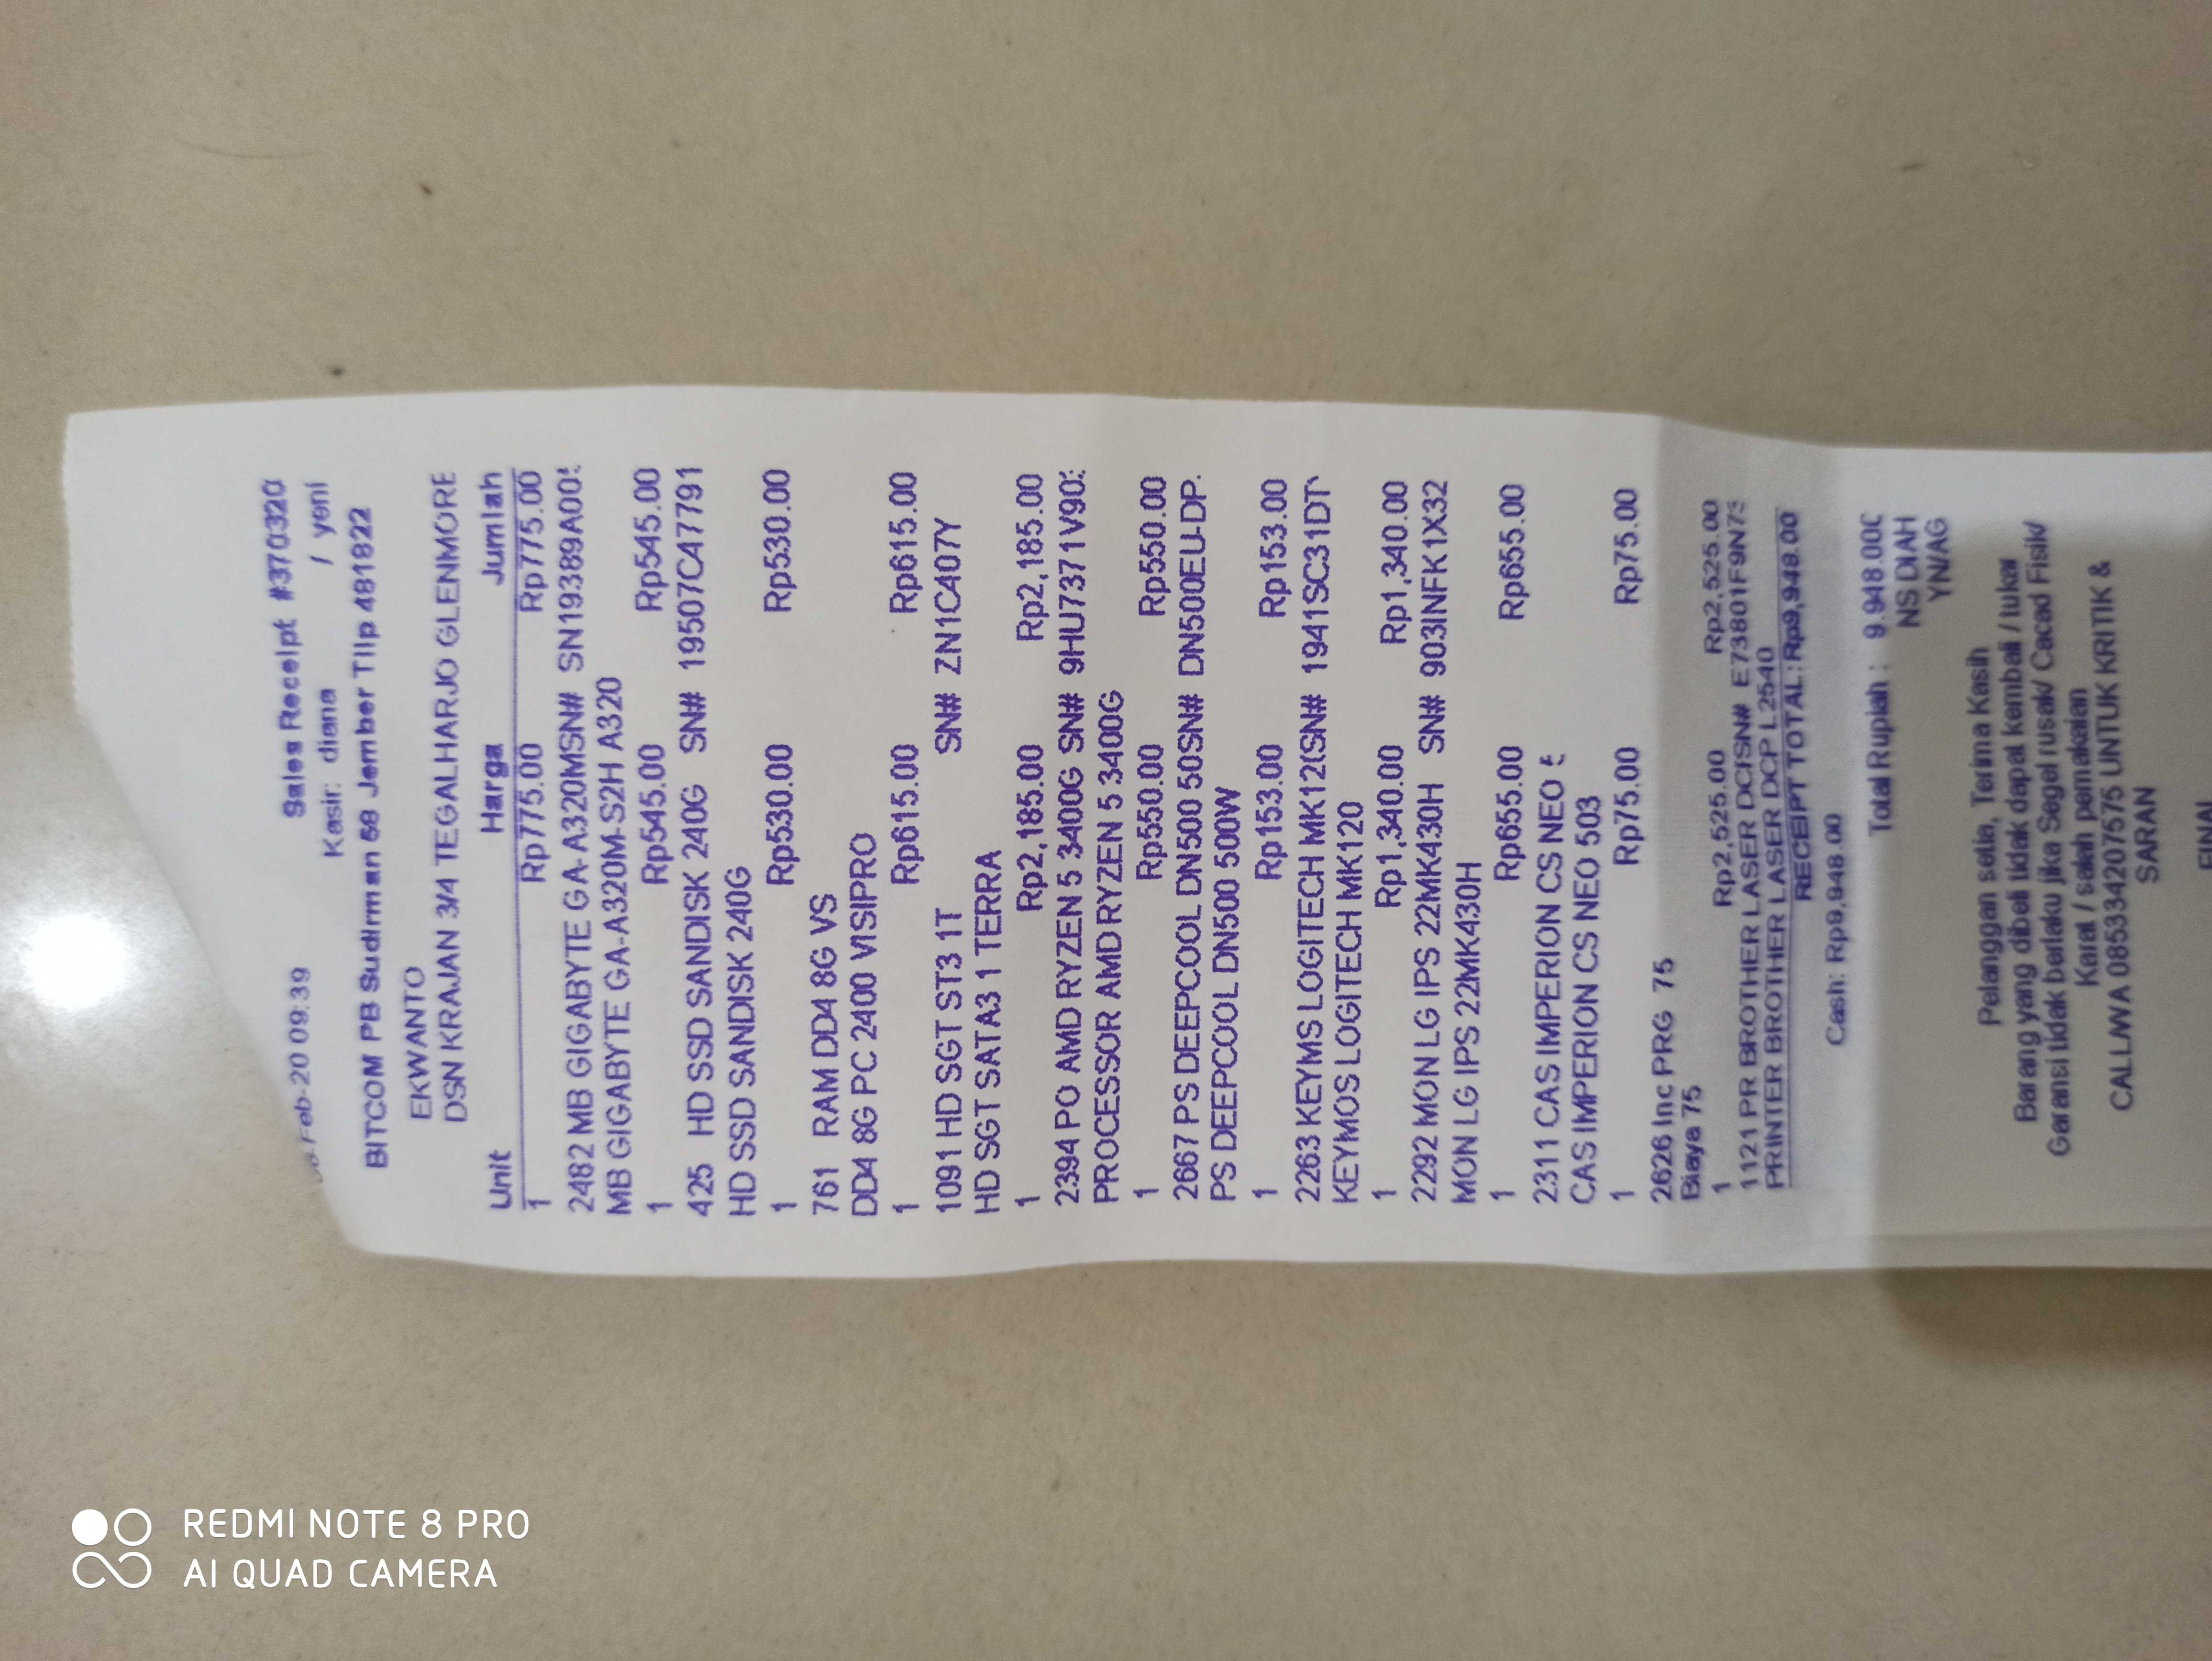 Sales Receipt #370320
Feb-20 09:39 Kasir: diana / yeni
BITCOM PB Sudirman 68 Jember Tllp 481822
EKWANTO
DSN KRAJAN 3/4 TEGALHARJO GLENMORE
Unit Harga Jumlah
1 Rp775.00 Rp775.00
2482 MB GIGABYTE GA-A320MSN# SN19389A00
MB GIGABYTE GA-A320M-S2H A320
1 Rp545.00 Rp545.00
425 HD SSD SANDISK 240G SN# 19507C477791
HD SSD SANDISK 240G
1 Rp530.00 Rp530.00
761 RAM DD4 8G VS
DD4 8G PC 2400 VISIPRO
1 Rp615.00 Rp615.00
1091 HD SGT ST3 1T SN# ZN1C407Y
HD SGT SATA3 1 TERRA
1 Rp2,185.00 Rp2,185.00
2394 PO AMD RYZEN 5 3400G SN# 9HU7371V90
PROCESSOR AMD RYZEN 5 3400G
1 Rp550.00 Rp550.00
2667 PS DEEPCOOL DN500 50SN# DN500EU-DP.
PS DEEPCOOL DN500 500W
1 Rp153.00 Rp153.00
2263 KEYMS LOGITECH MK12(SN# 1941SC31DT
KEYMOS LOGITECH MK120
1 Rp1,340.00 Rp1,340.00
2292 MON LG IPS 22MK430H SN# 903INFK1X32
MON LG IPS 22MK430H
1 Rp655.00 Rp655.00
2311 CAS IMPERION CS NEO 5
CAS IMPERION CS NEO 503
1 Rp75.00 Rp75.00
2626 Inc PRG 75
Biaya 75
1 Rp2,525.00 Rp2,525.00
1121 PR BROTHER LASER DCFSN# E73801F9N73
PRINTER BROTHER LASER DCP L2540
RECEIPT TOTAL: Rp9,948.00
Cash: Rp9,948.00
Total Rupiah : 9.948.000
NS DIAH
YN/AG
Pelanggan setia, Terima Kasih
Barang yang dibeli tidak dapat kembali / tukar
Garansi tidak berlaku jika Segel rusak/ Cacad Fisik/
Karat / salah pemakaian
CALL/WA 085334207575 UNTUK KRITIK &
SARAN
REDMI NOTE 8 PRO
AI QUAD CAMERA